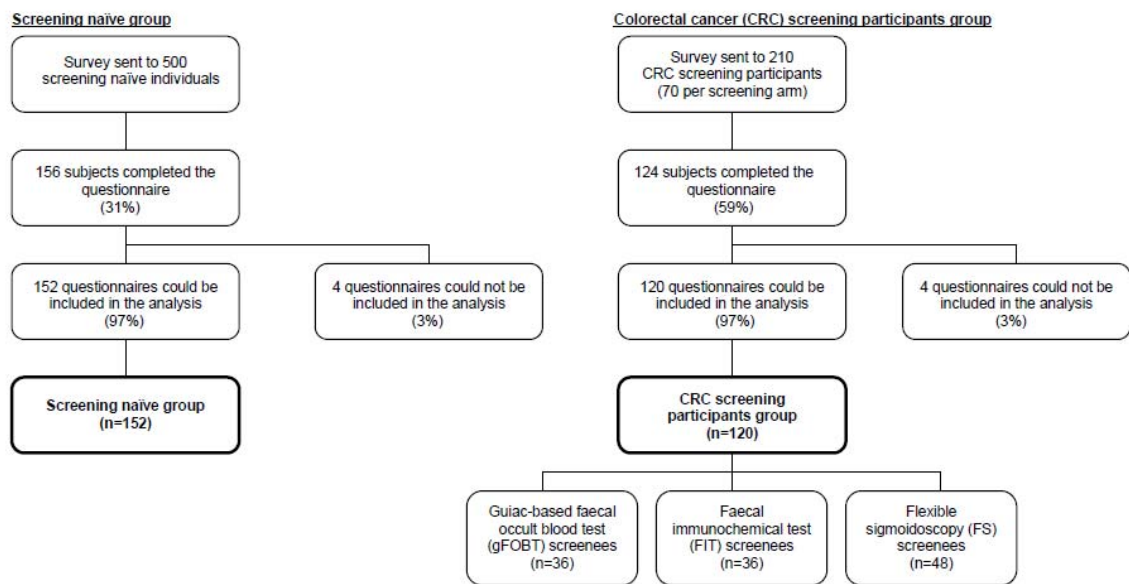 Screening naïve group
Survey sent to 500
screening naïve individuals
156 subjects completed the
questionnaire
(31%)
152 questionnaires could be
included in the analysis
(97%)
4 questionnaires could not be
included in the analysis
(3%)
Screening naïve group
(n=152)
Colorectal cancer (CRC) screening participants group
Survey sent to 210
CRC screening participants
(70 per screening arm)
124 subjects completed the
questionnaire
(59%)
120 questionnaires could be
included in the analysis
(97%)
4 questionnaires could not be
included in the analysis
(3%)
CRC screening
participants group
(n=120)
Guiac-based faecal
occult blood test
(gFOBT) screenees
(n=36)
Faecal
immunochemical test
(FIT) screenees
(n=36)
Flexible
sigmoidoscopy (FS)
screenees
(n=48)